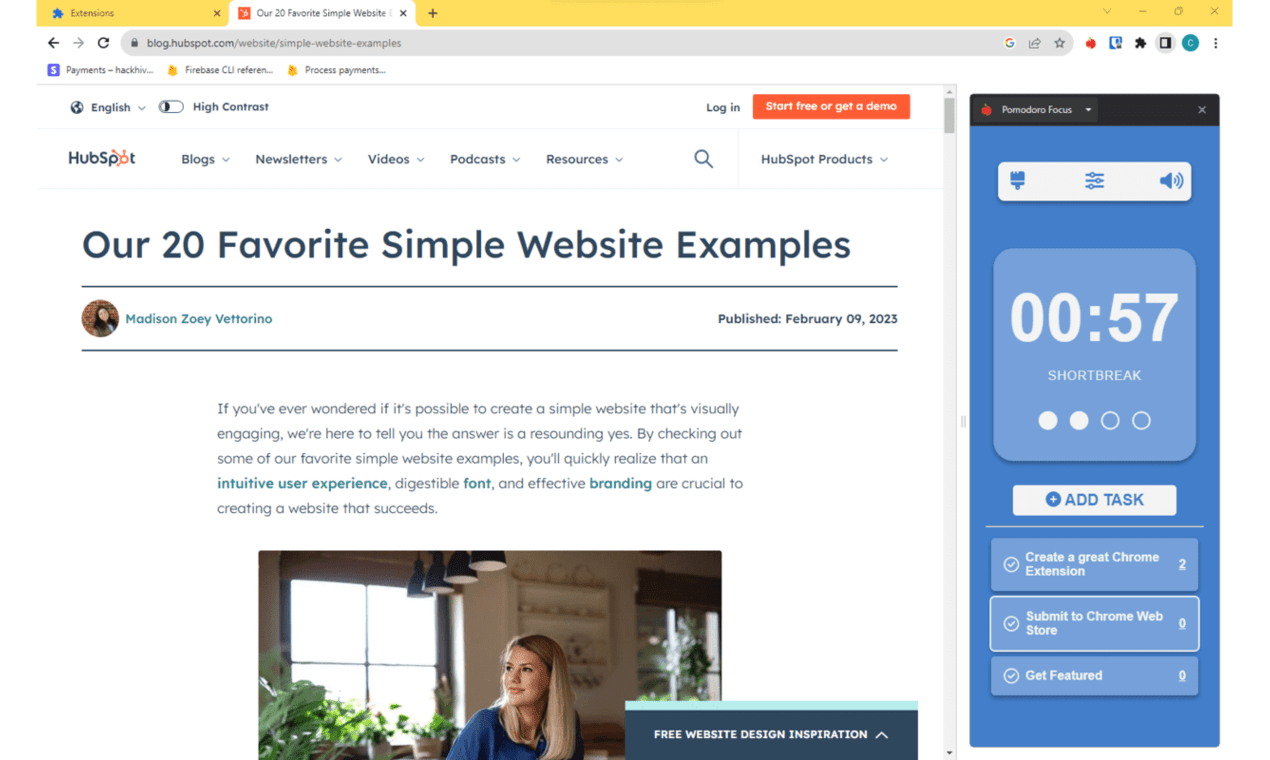 Extensions
Our 20 Favorite Simple Website E
blog.hubspot.com/website/simple-website-examples
G
C
S
Payments – hackhiv...
Firebase CLI referen...
Process payments...
English
High Contrast
Log in
Start free or get a demo
HubSpot
Blogs
Newsletters
Videos
Podcasts
Resources
HubSpot Products
Our 20 Favorite Simple Website Examples
Madison Zoey Vettorino
Published: February 09, 2023
If you've ever wondered if it's possible to create a simple website that's visually
engaging, we're here to tell you the answer is a resounding yes. By checking out
some of our favorite simple website examples, you'll quickly realize that an
intuitive user experience, digestible font, and effective branding are crucial to
creating a website that succeeds.
FREE WEBSITE DESIGN INSPIRATION
Pomodoro Focus
00:57
SHORTBREAK
ADD TASK
Create a great Chrome
Extension
2
Submit to Chrome Web
Store
0
Get Featured
0